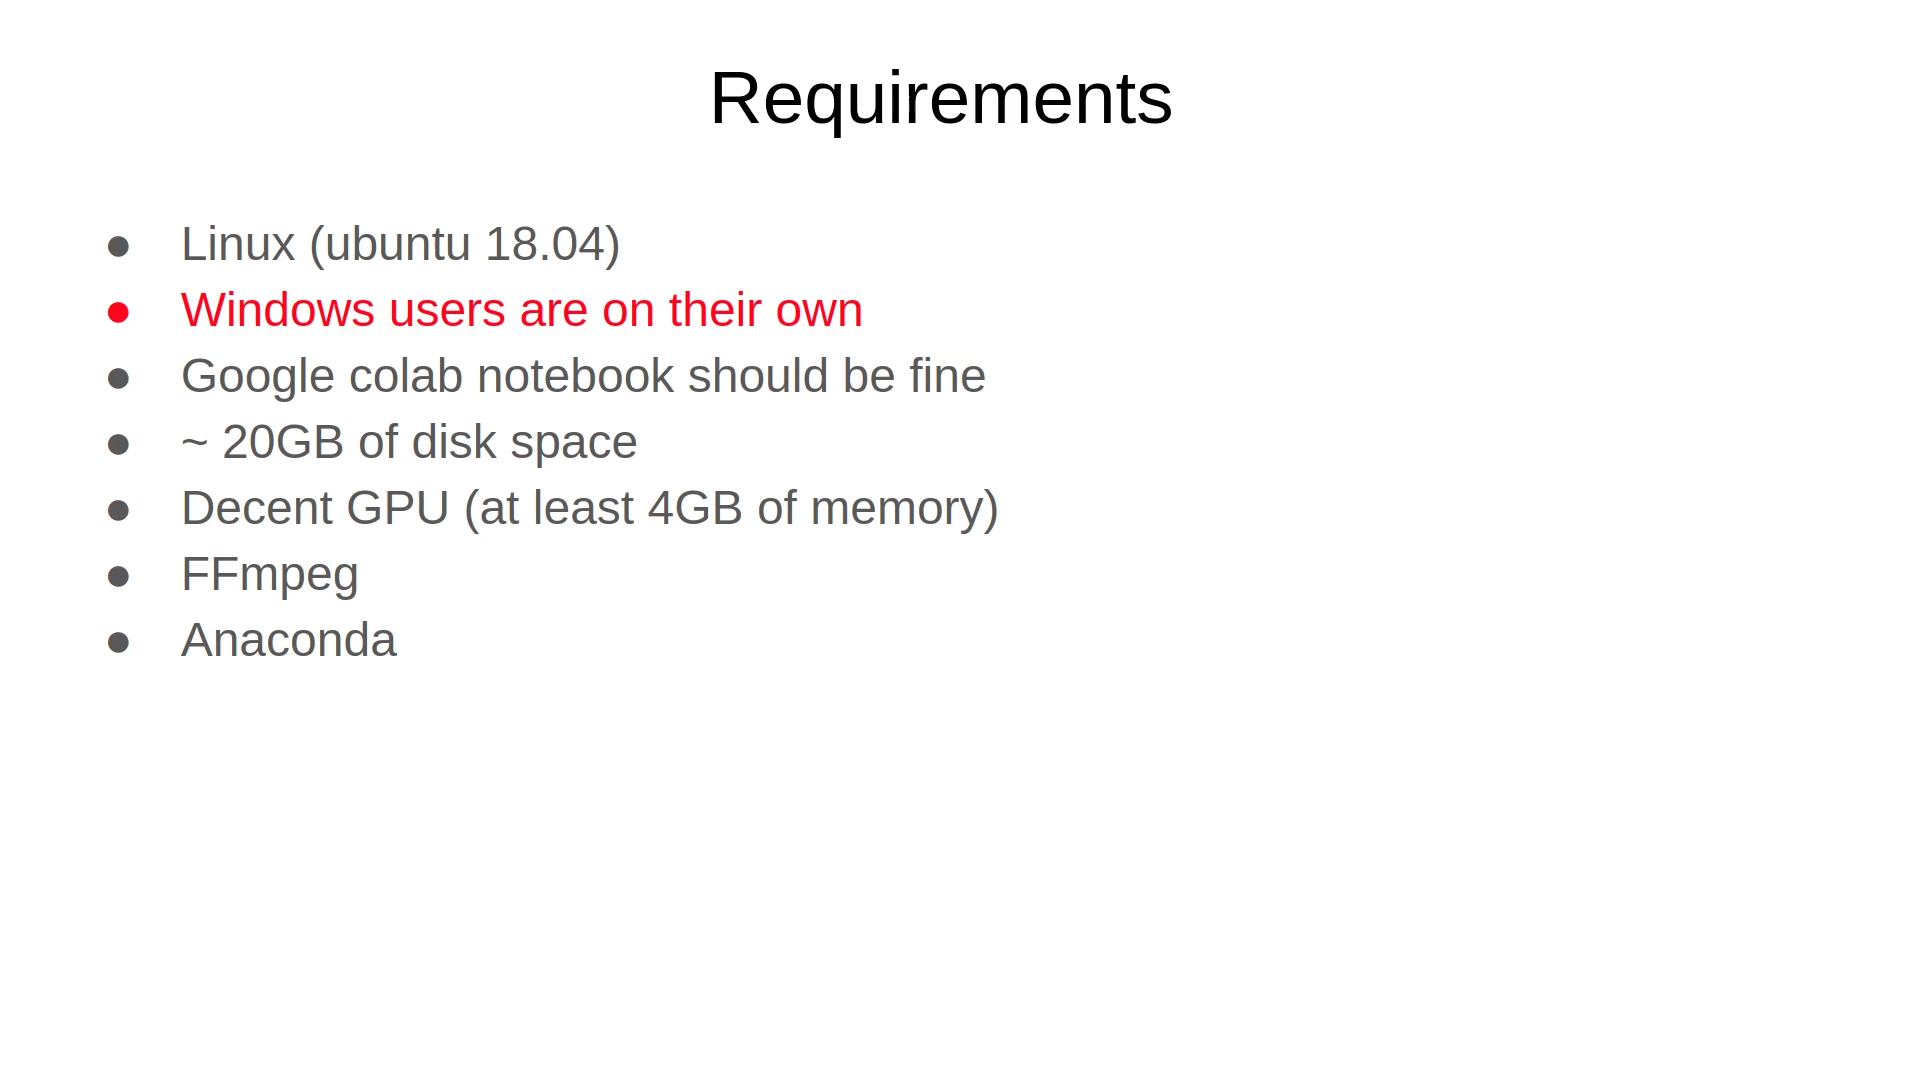 Requirements
● Linux (ubuntu 18.04)
● Windows users are on their own
● Google colab notebook should be fine
● ~ 20GB of disk space
● Decent GPU (at least 4GB of memory)
● FFmpeg
● Anaconda